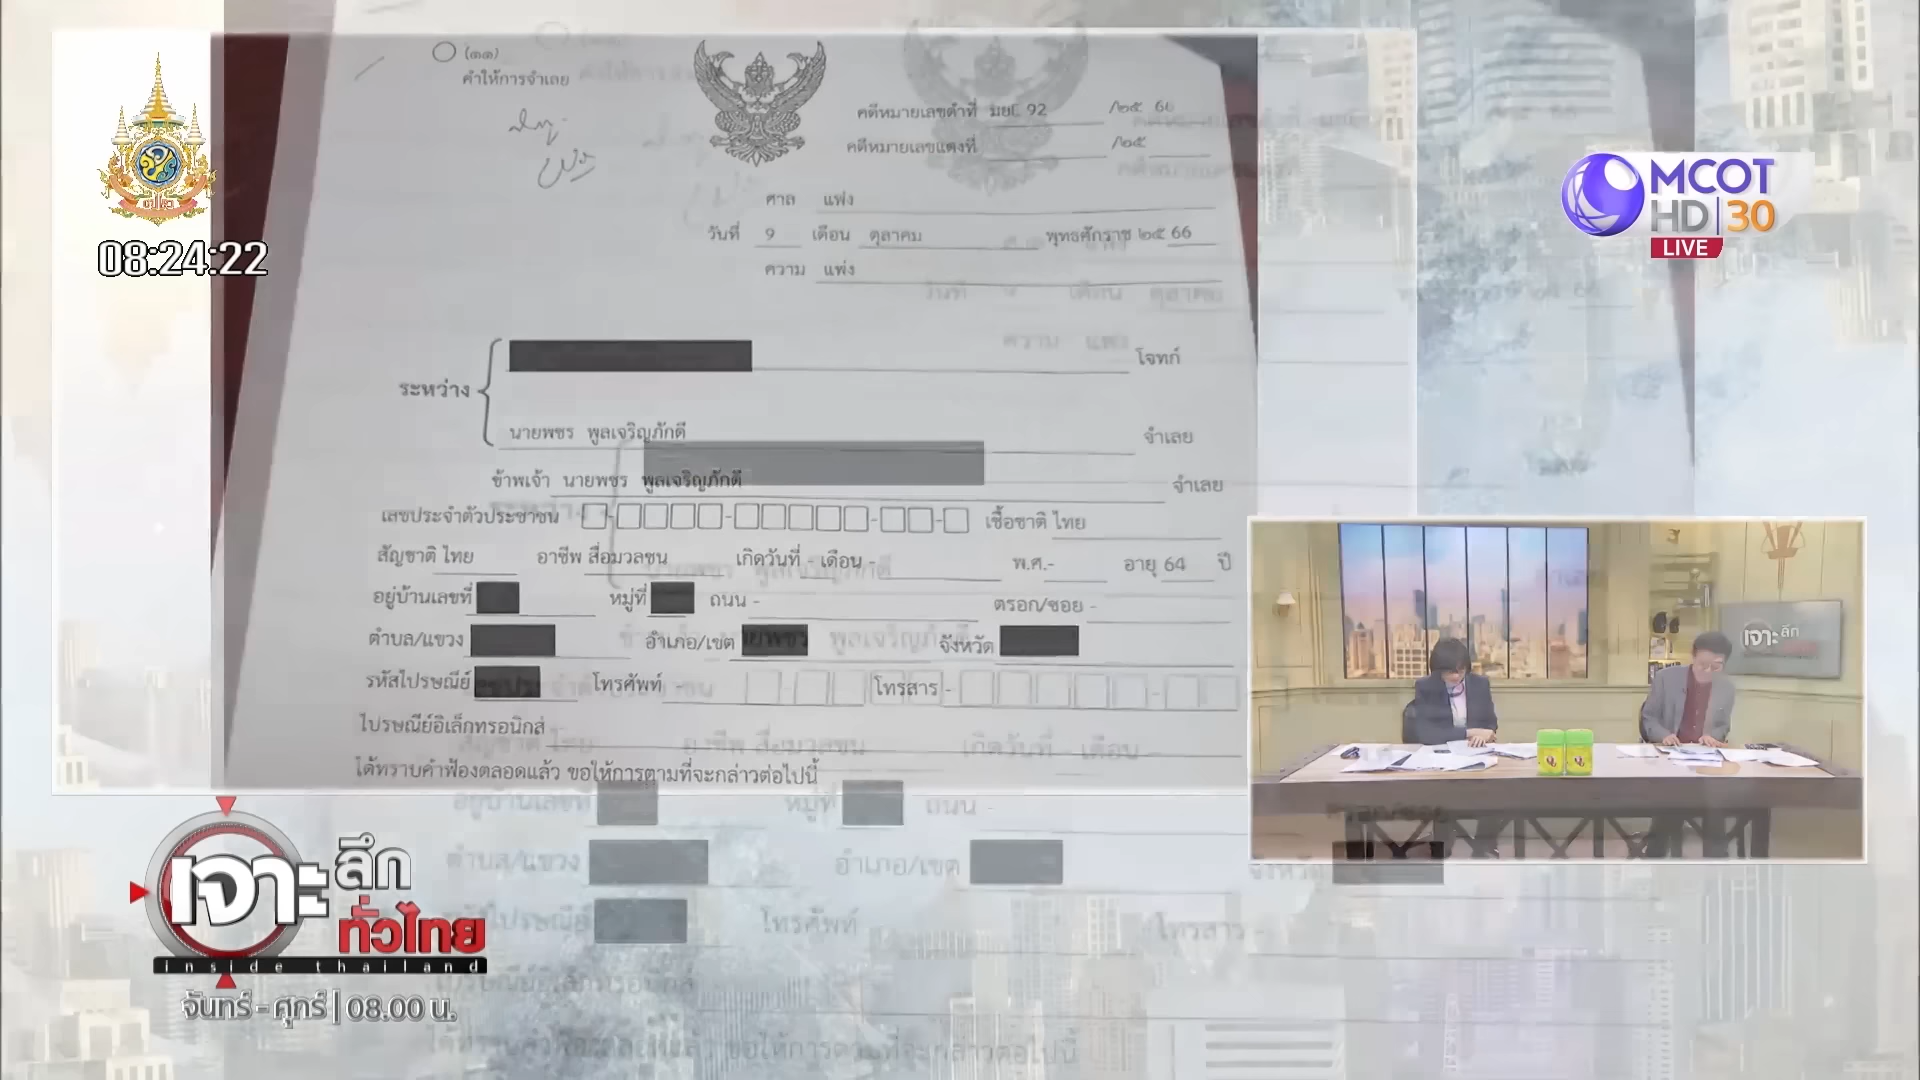 (๑๑)
คำให้การจำเลย
คดีหมายเลขดำที่ มยE 92 /๒๕ 66
คดีหมายเลขแดงที่ /๒๕
ศาล แพ่ง
วันที่ 9 เดือน ตุลาคม พุทธศักราช ๒๕ 66
ความ แพ่ง
โจทก์
ระหว่าง
นายพชร พูลเจริญภักดี จำเลย
ข้าพเจ้า นายพชร พูลเจริญภักดี จำเลย
เลขประจำตัวประชาชน เชื้อชาติ ไทย
สัญชาติ ไทย อาชีพ สื่อมวลชน เกิดวันที่ - เดือน - พ.ศ.- อายุ 64 ปี
อยู่บ้านเลขที่ หมู่ที่ ถนน - ตรอก/ซอย -
ตำบล/แขวง อำเภอ/เขต จังหวัด
รหัสไปรษณีย์ โทรศัพท์ - โทรสาร -
ไปรษณีย์อิเล็กทรอนิกส์
ได้ทราบคำฟ้องตลอดแล้ว ขอให้การตามที่จะกล่าวต่อไปนี้
08:24:22
MCOT
HD 30
LIVE
เจาะลึก
เจาะลึก
ทั่วไทย
inside thailand
จันทร์ - ศุกร์ | 08.00 น.